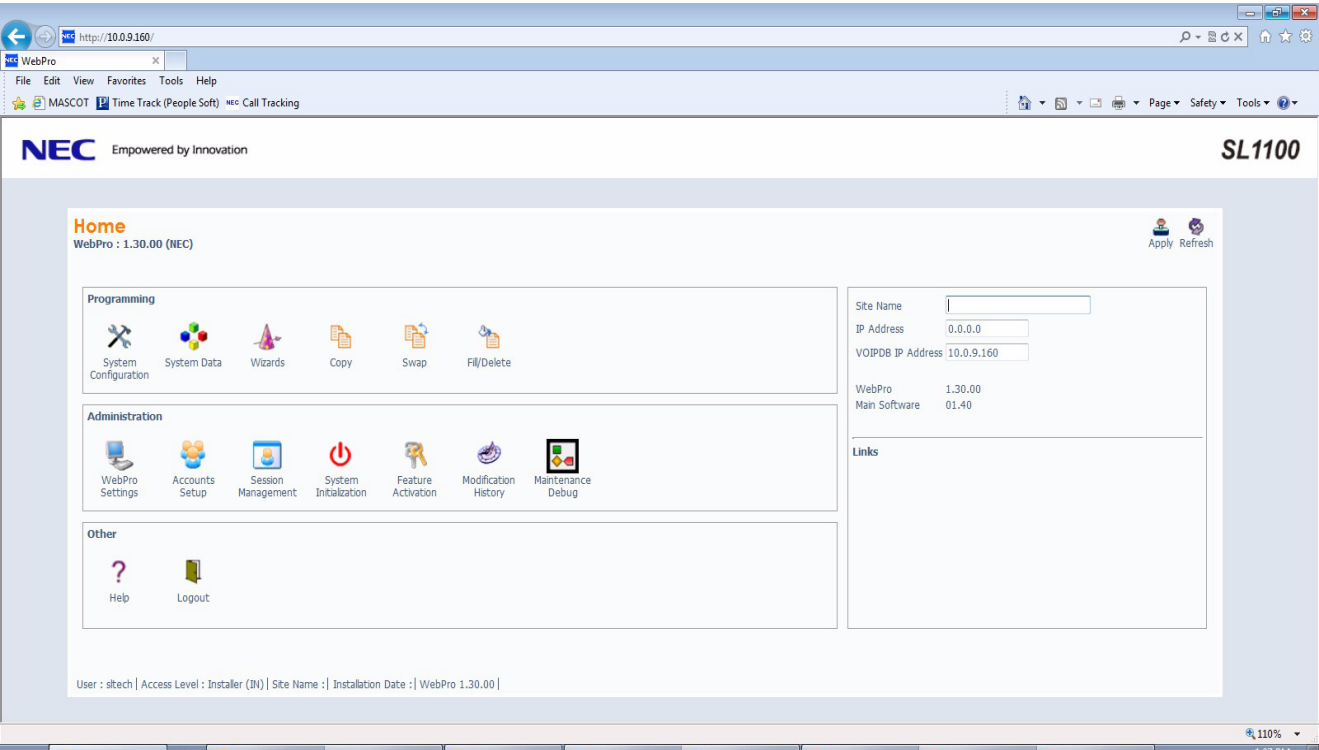 http://10.0.9.160/
NEC WebPro
File Edit View Favorites Tools Help
MASCOT Time Track (People Soft) NEC Call Tracking
Page Safety Tools
NEC Empowered by Innovation
SL1100
Home
WebPro : 1.30.00 (NEC)
Apply Refresh
Programming
System Configuration
System Data
Wizards
Copy
Swap
Fill/Delete
Administration
WebPro Settings
Accounts Setup
Session Management
System Initialization
Feature Activation
Modification History
Maintenance Debug
Other
Help
Logout
Site Name
IP Address 0.0.0.0
VOIPDB IP Address 10.0.9.160
WebPro 1.30.00
Main Software 01.40
Links
User : sltech | Access Level : Installer (IN) | Site Name : | Installation Date : | WebPro 1.30.00 |
110%